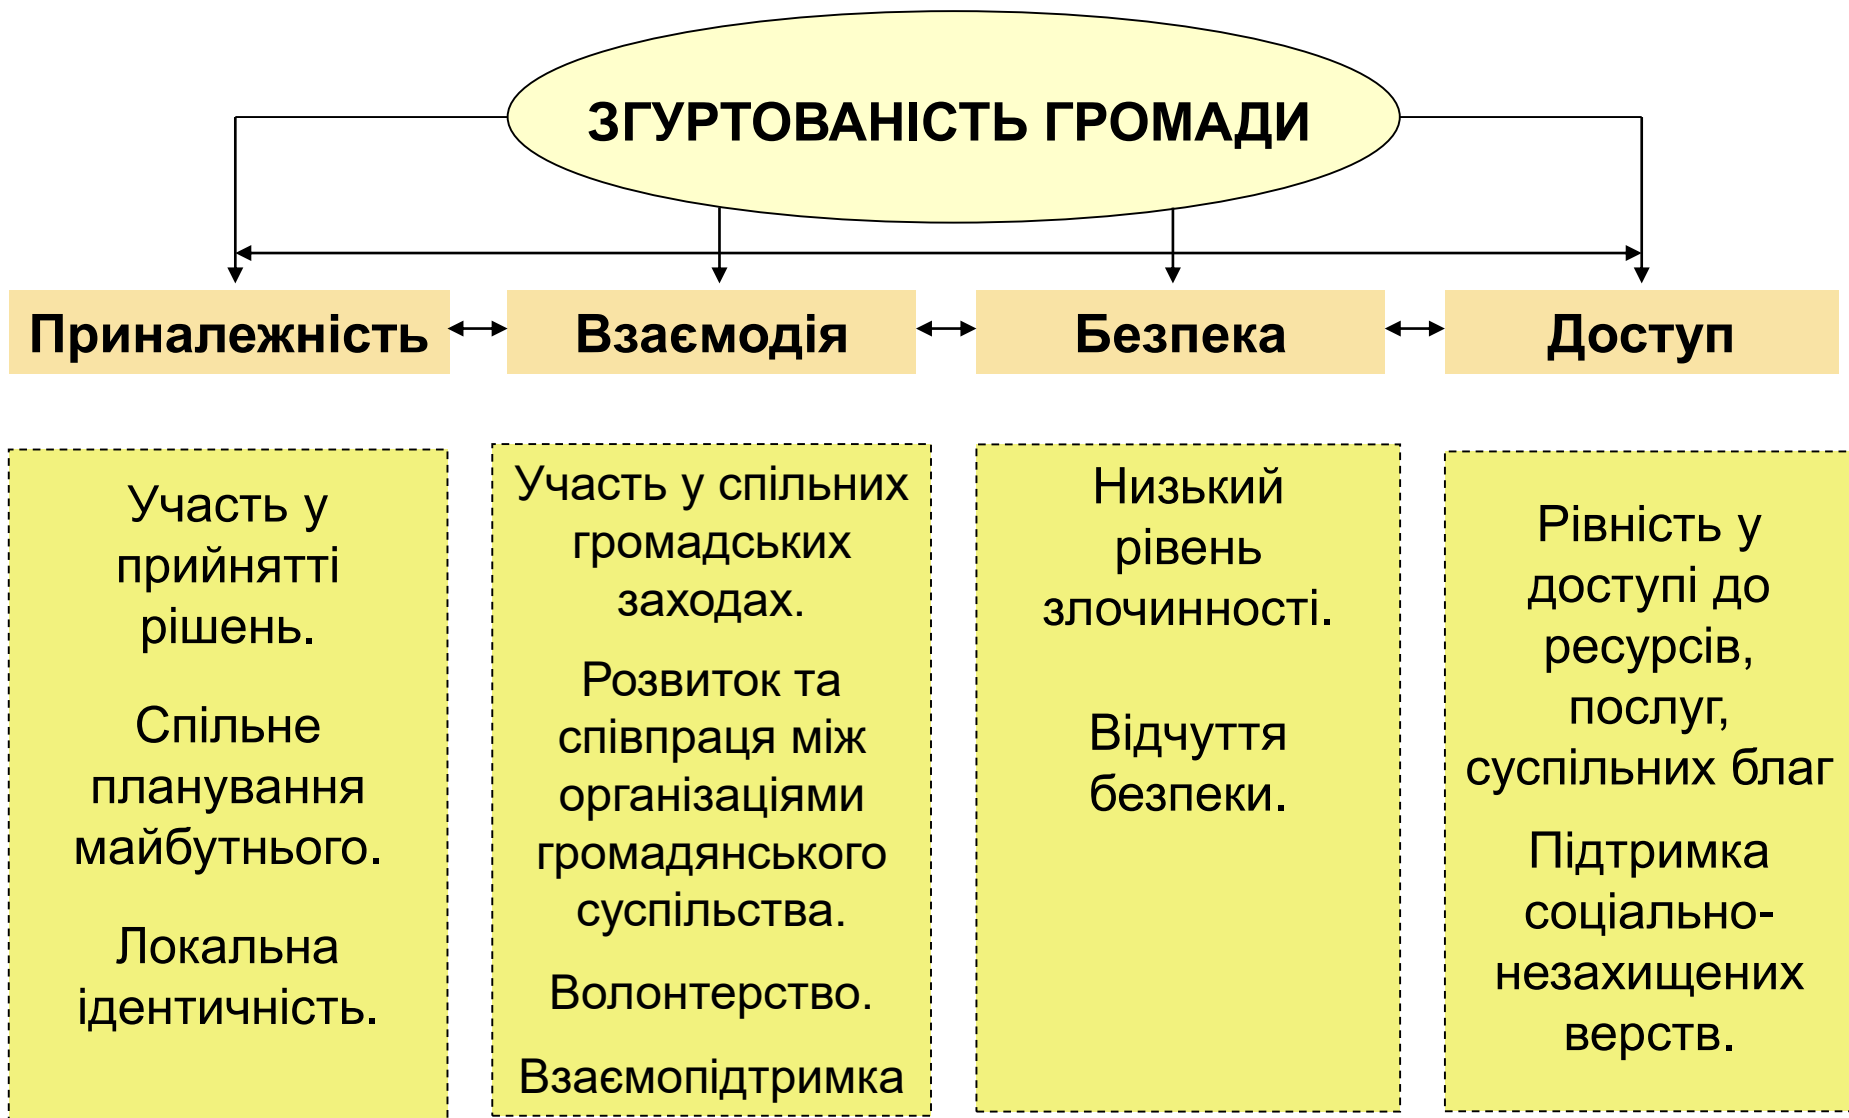 ЗГУРТОВАНІСТЬ ГРОМАДИ
Приналежність
Взаємодія
Безпека
Доступ
Участь у
прийнятті
рішень.
Спільне
планування
майбутнього.
Локальна
ідентичність.
Участь у спільних
громадських
заходах.
Розвиток та
співпраця між
організаціями
громадянського
суспільства.
Волонтерство.
Взаємопідтримка
Низький
рівень
злочинності.
Відчуття
безпеки.
Рівність у
доступі до
ресурсів,
послуг,
суспільних благ
Підтримка
соціально-
незахищених
верств.